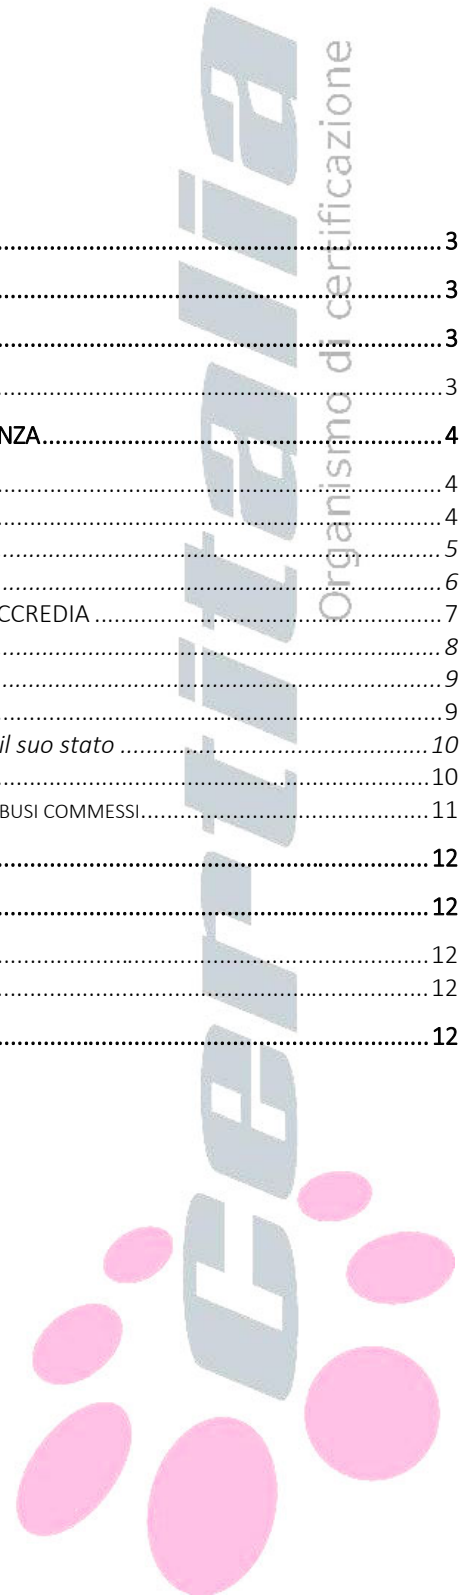 ........................................................................ 3
........................................................................ 3
........................................................................ 3
........................................................................ 3
NZA........................................................................ 4
........................................................................ 4
........................................................................ 4
........................................................................ 5
........................................................................ 6
CCREDIA ........................................................................ 7
........................................................................ 8
........................................................................ 9
........................................................................ 9
il suo stato ........................................................................ 10
........................................................................ 10
BUSI COMMESSI........................................................................ 11
........................................................................ 12
........................................................................ 12
........................................................................ 12
........................................................................ 12
........................................................................ 12
certitalia
Organismo di certificazione